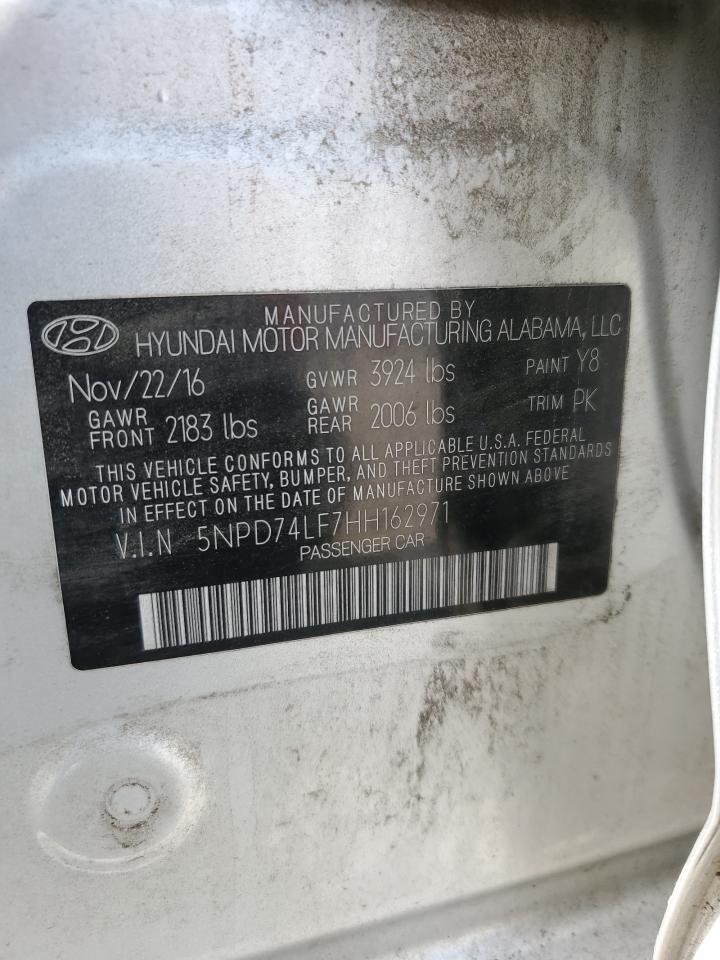 MANUFACTURED BY
HYUNDAI MOTOR MANUFACTURING ALABAMA, LLC
Nov/22/16 GVWR 3924 lbs PAINT Y8
GAWR FRONT 2183 lbs GAWR REAR 2006 lbs TRIM PK
THIS VEHICLE CONFORMS TO ALL APPLICABLE U.S.A. FEDERAL
MOTOR VEHICLE SAFETY, BUMPER, AND THEFT PREVENTION STANDARDS
IN EFFECT ON THE DATE OF MANUFACTURE SHOWN ABOVE
V.I.N 5NPD74LF7HH162971
PASSENGER CAR